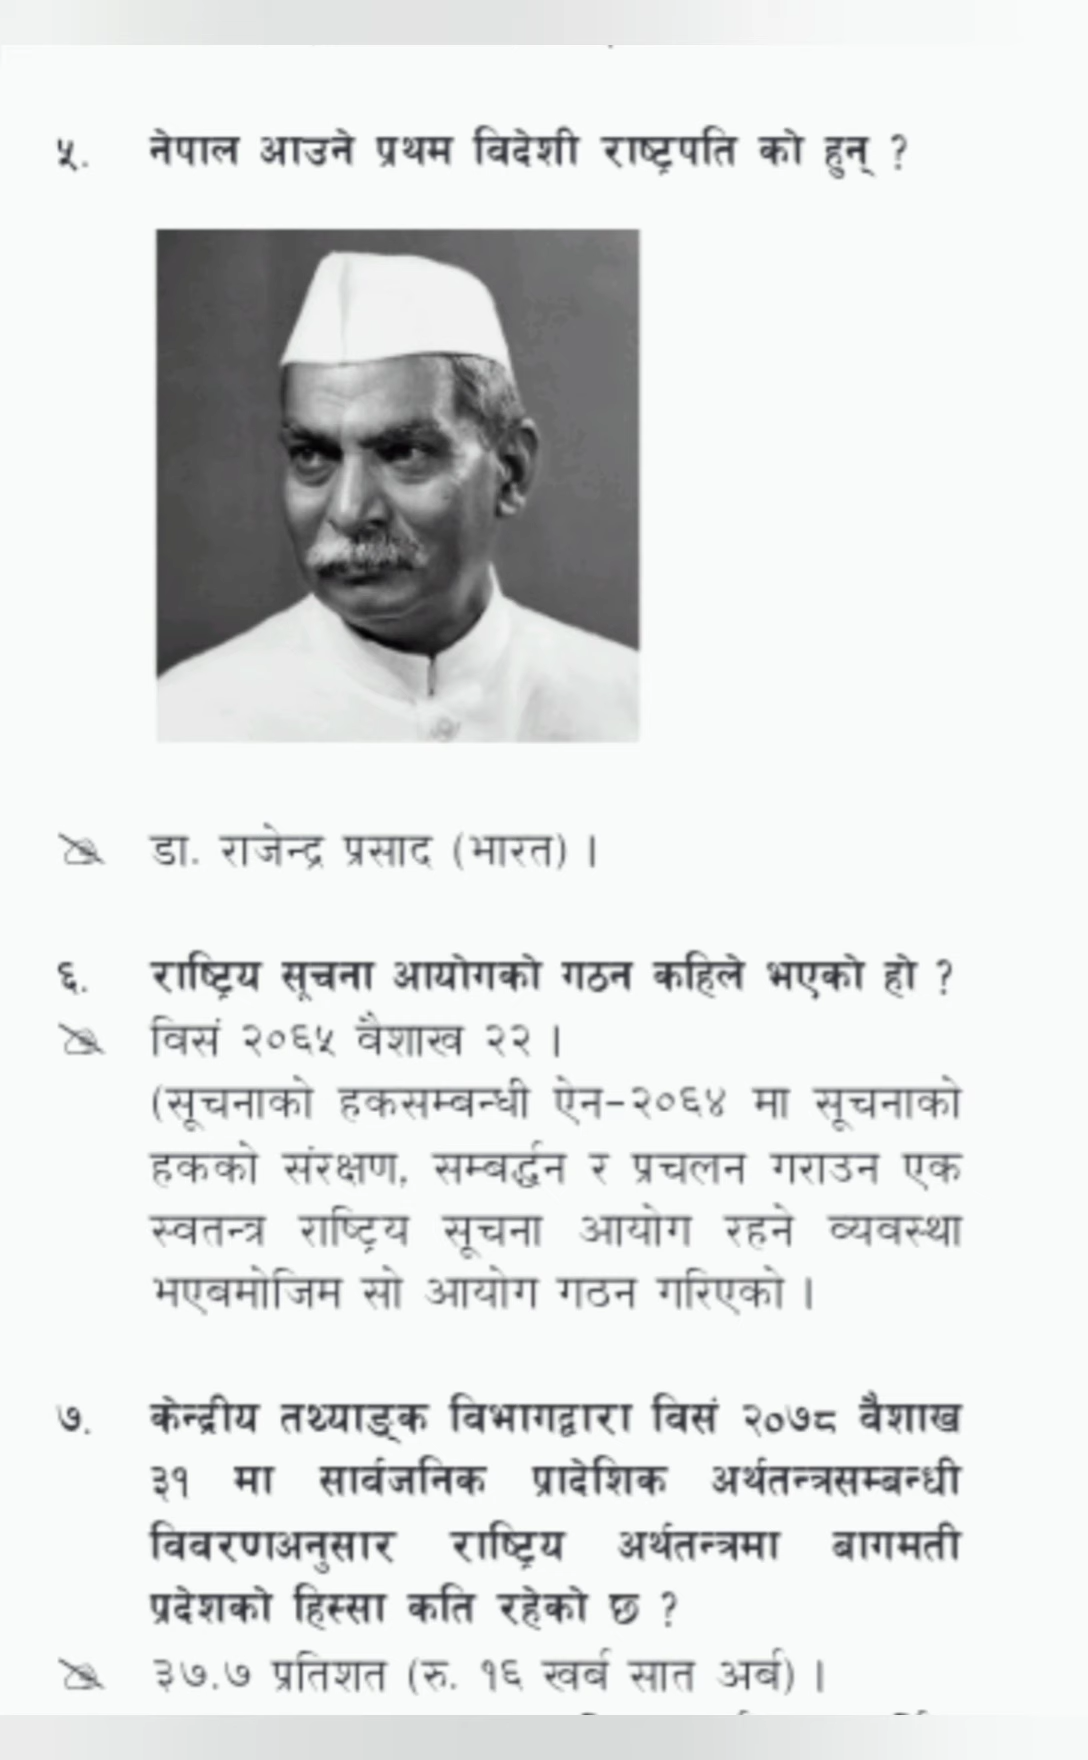 ५. नेपाल आउने प्रथम विदेशी राष्ट्रपति को हुन् ?
डा. राजेन्द्र प्रसाद (भारत) ।
६. राष्ट्रिय सूचना आयोगको गठन कहिले भएको हो ?
विसं २०६५ वैशाख २२ ।
(सूचनाको हकसम्बन्धी ऐन-२०६४ मा सूचनाको
हकको संरक्षण, सम्बर्द्धन र प्रचलन गराउन एक
स्वतन्त्र राष्ट्रिय सूचना आयोग रहने व्यवस्था
भएबमोजिम सो आयोग गठन गरिएको ।
७. केन्द्रीय तथ्याङ्क विभागद्वारा विसं २०७८ वैशाख
३१ मा सार्वजनिक प्रादेशिक अर्थतन्त्रसम्बन्धी
विवरणअनुसार राष्ट्रिय अर्थतन्त्रमा बागमती
प्रदेशको हिस्सा कति रहेको छ ?
३७.७ प्रतिशत (रु. १६ खर्ब सात अर्ब) ।